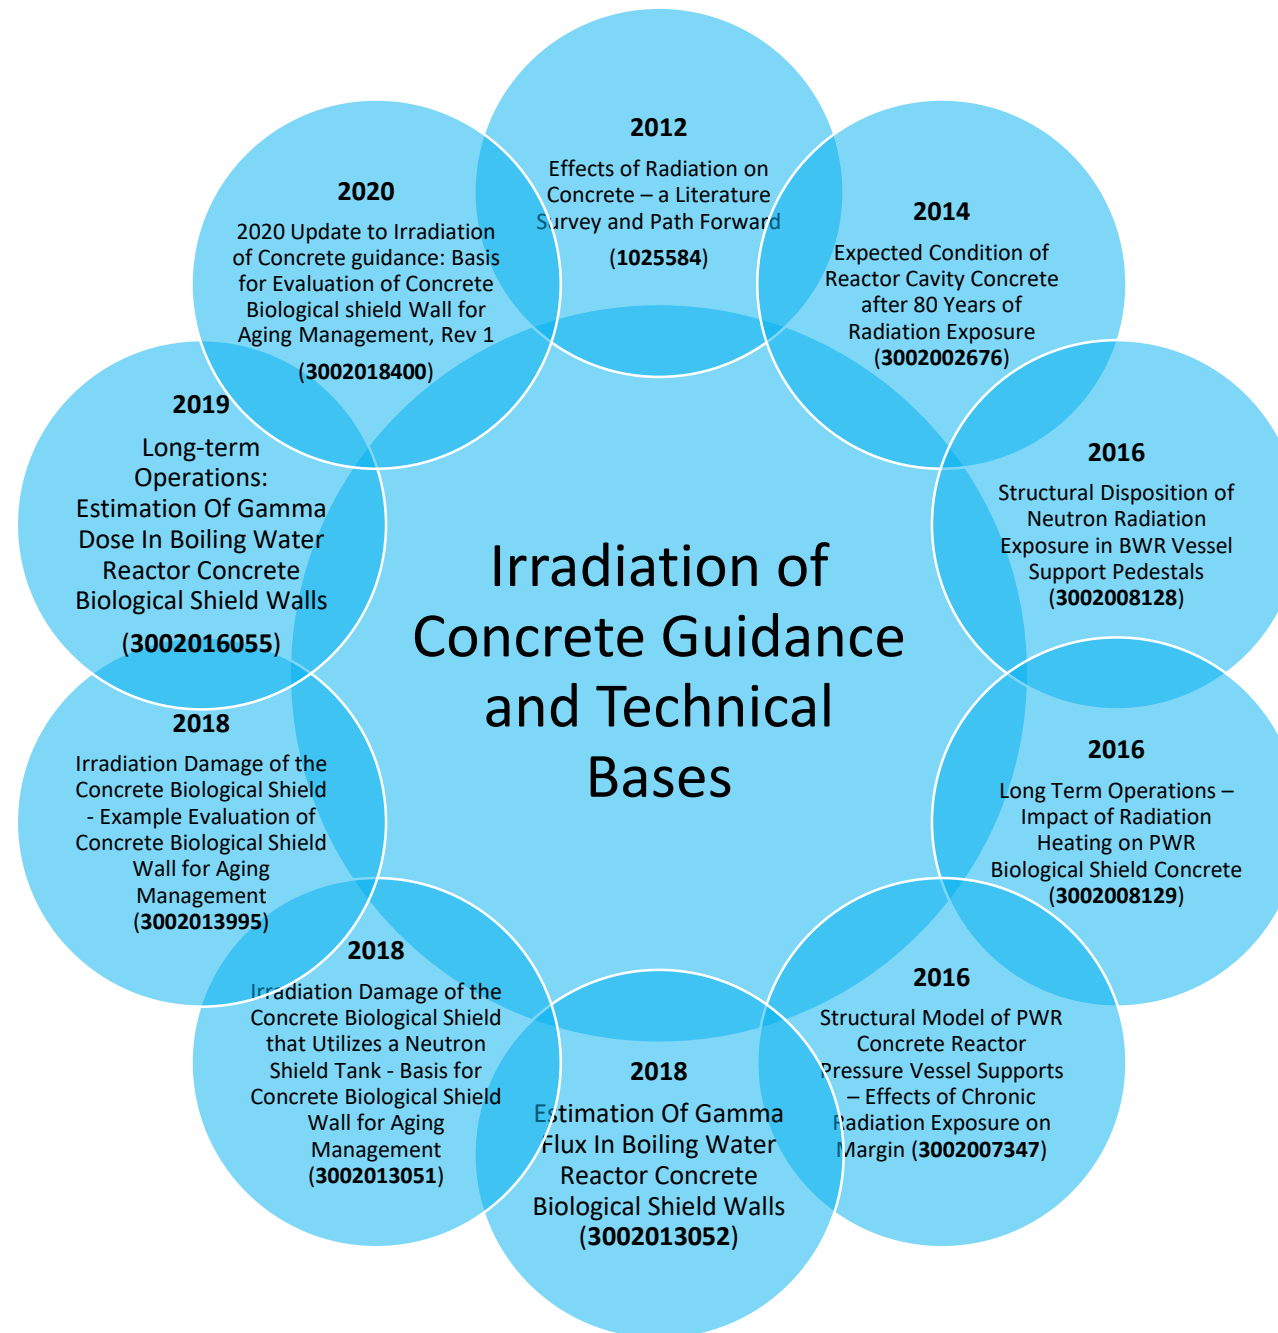 Irradiation of
Concrete Guidance
and Technical
Bases
2012
Effects of Radiation on
Concrete – a Literature
Survey and Path Forward
(1025584)
2014
Expected Condition of
Reactor Cavity Concrete
after 80 Years of
Radiation Exposure
(3002002676)
2016
Structural Disposition of
Neutron Radiation
Exposure in BWR Vessel
Support Pedestals
(3002008128)
2016
Long Term Operations –
Impact of Radiation
Heating on PWR
Biological Shield Concrete
(3002008129)
2016
Structural Model of PWR
Concrete Reactor
Pressure Vessel Supports
– Effects of Chronic
Radiation Exposure on
Margin (3002007347)
2018
Estimation Of Gamma
Flux In Boiling Water
Reactor Concrete
Biological Shield Walls
(3002013052)
2018
Irradiation Damage of the
Concrete Biological Shield
that Utilizes a Neutron
Shield Tank - Basis for
Concrete Biological Shield
Wall for Aging
Management
(3002013051)
2018
Irradiation Damage of the
Concrete Biological Shield
- Example Evaluation of
Concrete Biological Shield
Wall for Aging
Management
(3002013995)
2019
Long-term
Operations:
Estimation Of Gamma
Dose In Boiling Water
Reactor Concrete
Biological Shield Walls
(3002016055)
2020
2020 Update to Irradiation
of Concrete guidance: Basis
for Evaluation of Concrete
Biological shield Wall for
Aging Management, Rev 1
(3002018400)